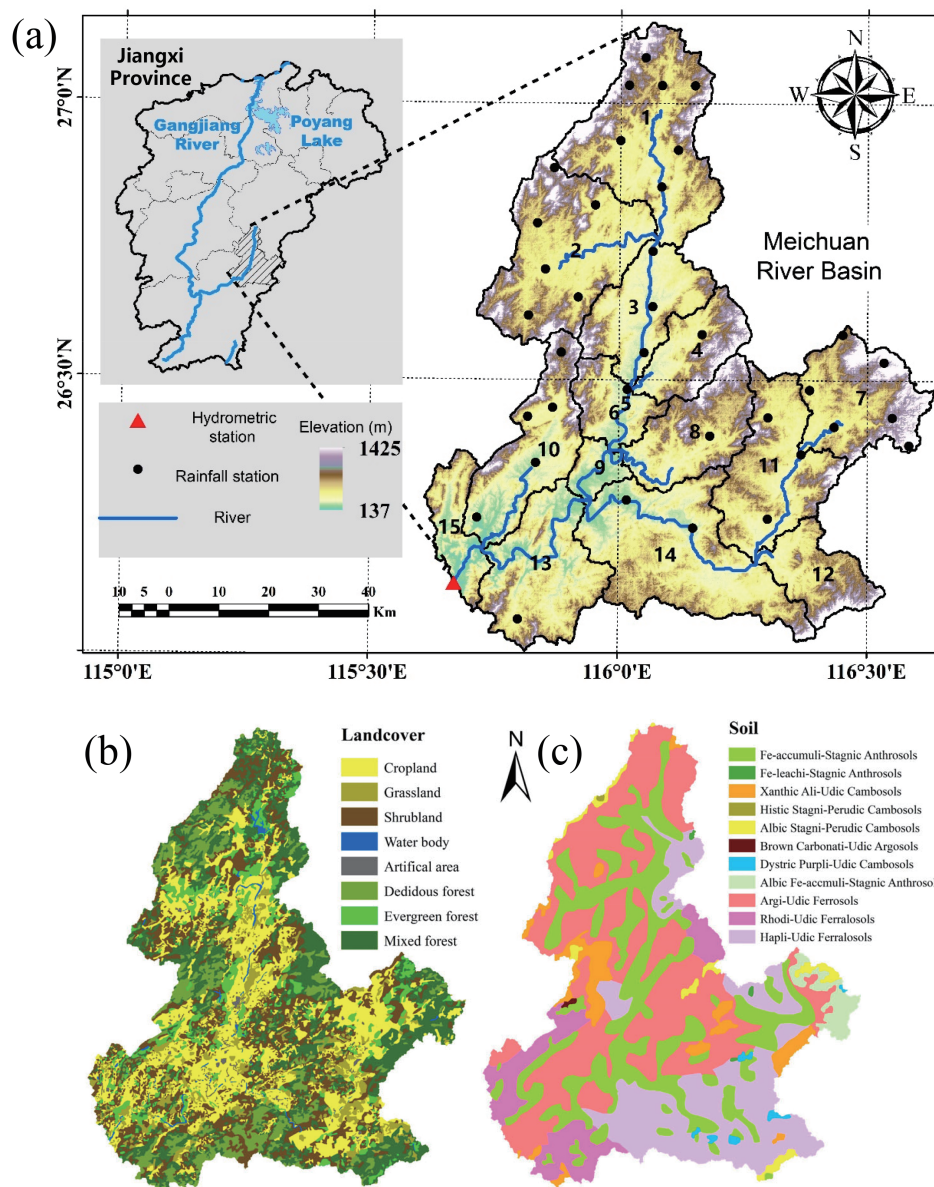 (a)
Jiangxi
Province
Gangjiang
River
Poyang
Lake
N
W
E
S
27°0'N
26°30'N
Meichuan
River Basin
1
2
3
4
5
6
7
8
9
10
11
12
13
14
15
Hydrometric
station
Rainfall station
River
Elevation (m)
1425
137
10 5 0 10 20 30 40
Km
115°0'E
115°30'E
116°0'E
116°30'E
(b)
Landcover
Cropland
Grassland
Shrubland
Water body
Artifical area
Dedidous forest
Evergreen forest
Mixed forest
N
(c)
Soil
Fe-accumuli-Stagnic Anthrosols
Fe-leachi-Stagnic Anthrosols
Xanthic Ali-Udic Cambosols
Histic Stagni-Perudic Cambosols
Albic Stagni-Perudic Cambosols
Brown Carbonati-Udic Argosols
Dystric Purpli-Udic Cambosols
Albic Fe-accmuli-Stagnic Anthrosol
Argi-Udic Ferrosols
Rhodi-Udic Ferralosols
Hapli-Udic Ferralosols